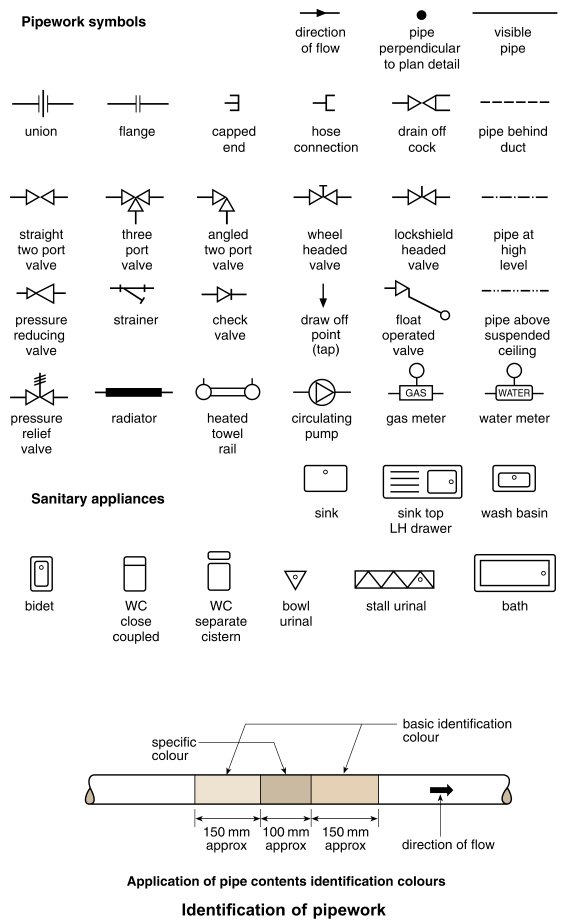 Pipework symbols
direction
of flow
pipe
perpendicular
to plan detail
visible
pipe
union
flange
capped
end
hose
connection
drain off
cock
pipe behind
duct
straight
two port
valve
three
port
valve
angled
two port
valve
wheel
headed
valve
lockshield
headed
valve
pipe at
high
level
pressure
reducing
valve
strainer
check
valve
draw off
point
(tap)
float
operated
valve
pipe above
suspended
ceiling
GAS
WATER
pressure
relief
valve
radiator
heated
towel
rail
circulating
pump
gas meter
water meter
Sanitary appliances
sink
sink top
LH drawer
wash basin
bidet
WC
close
coupled
WC
separate
cistern
bowl
urinal
stall urinal
bath
basic identification
colour
specific
colour
150 mm
approx
100 mm
approx
150 mm
approx
direction of flow
Application of pipe contents identification colours
Identification of pipework